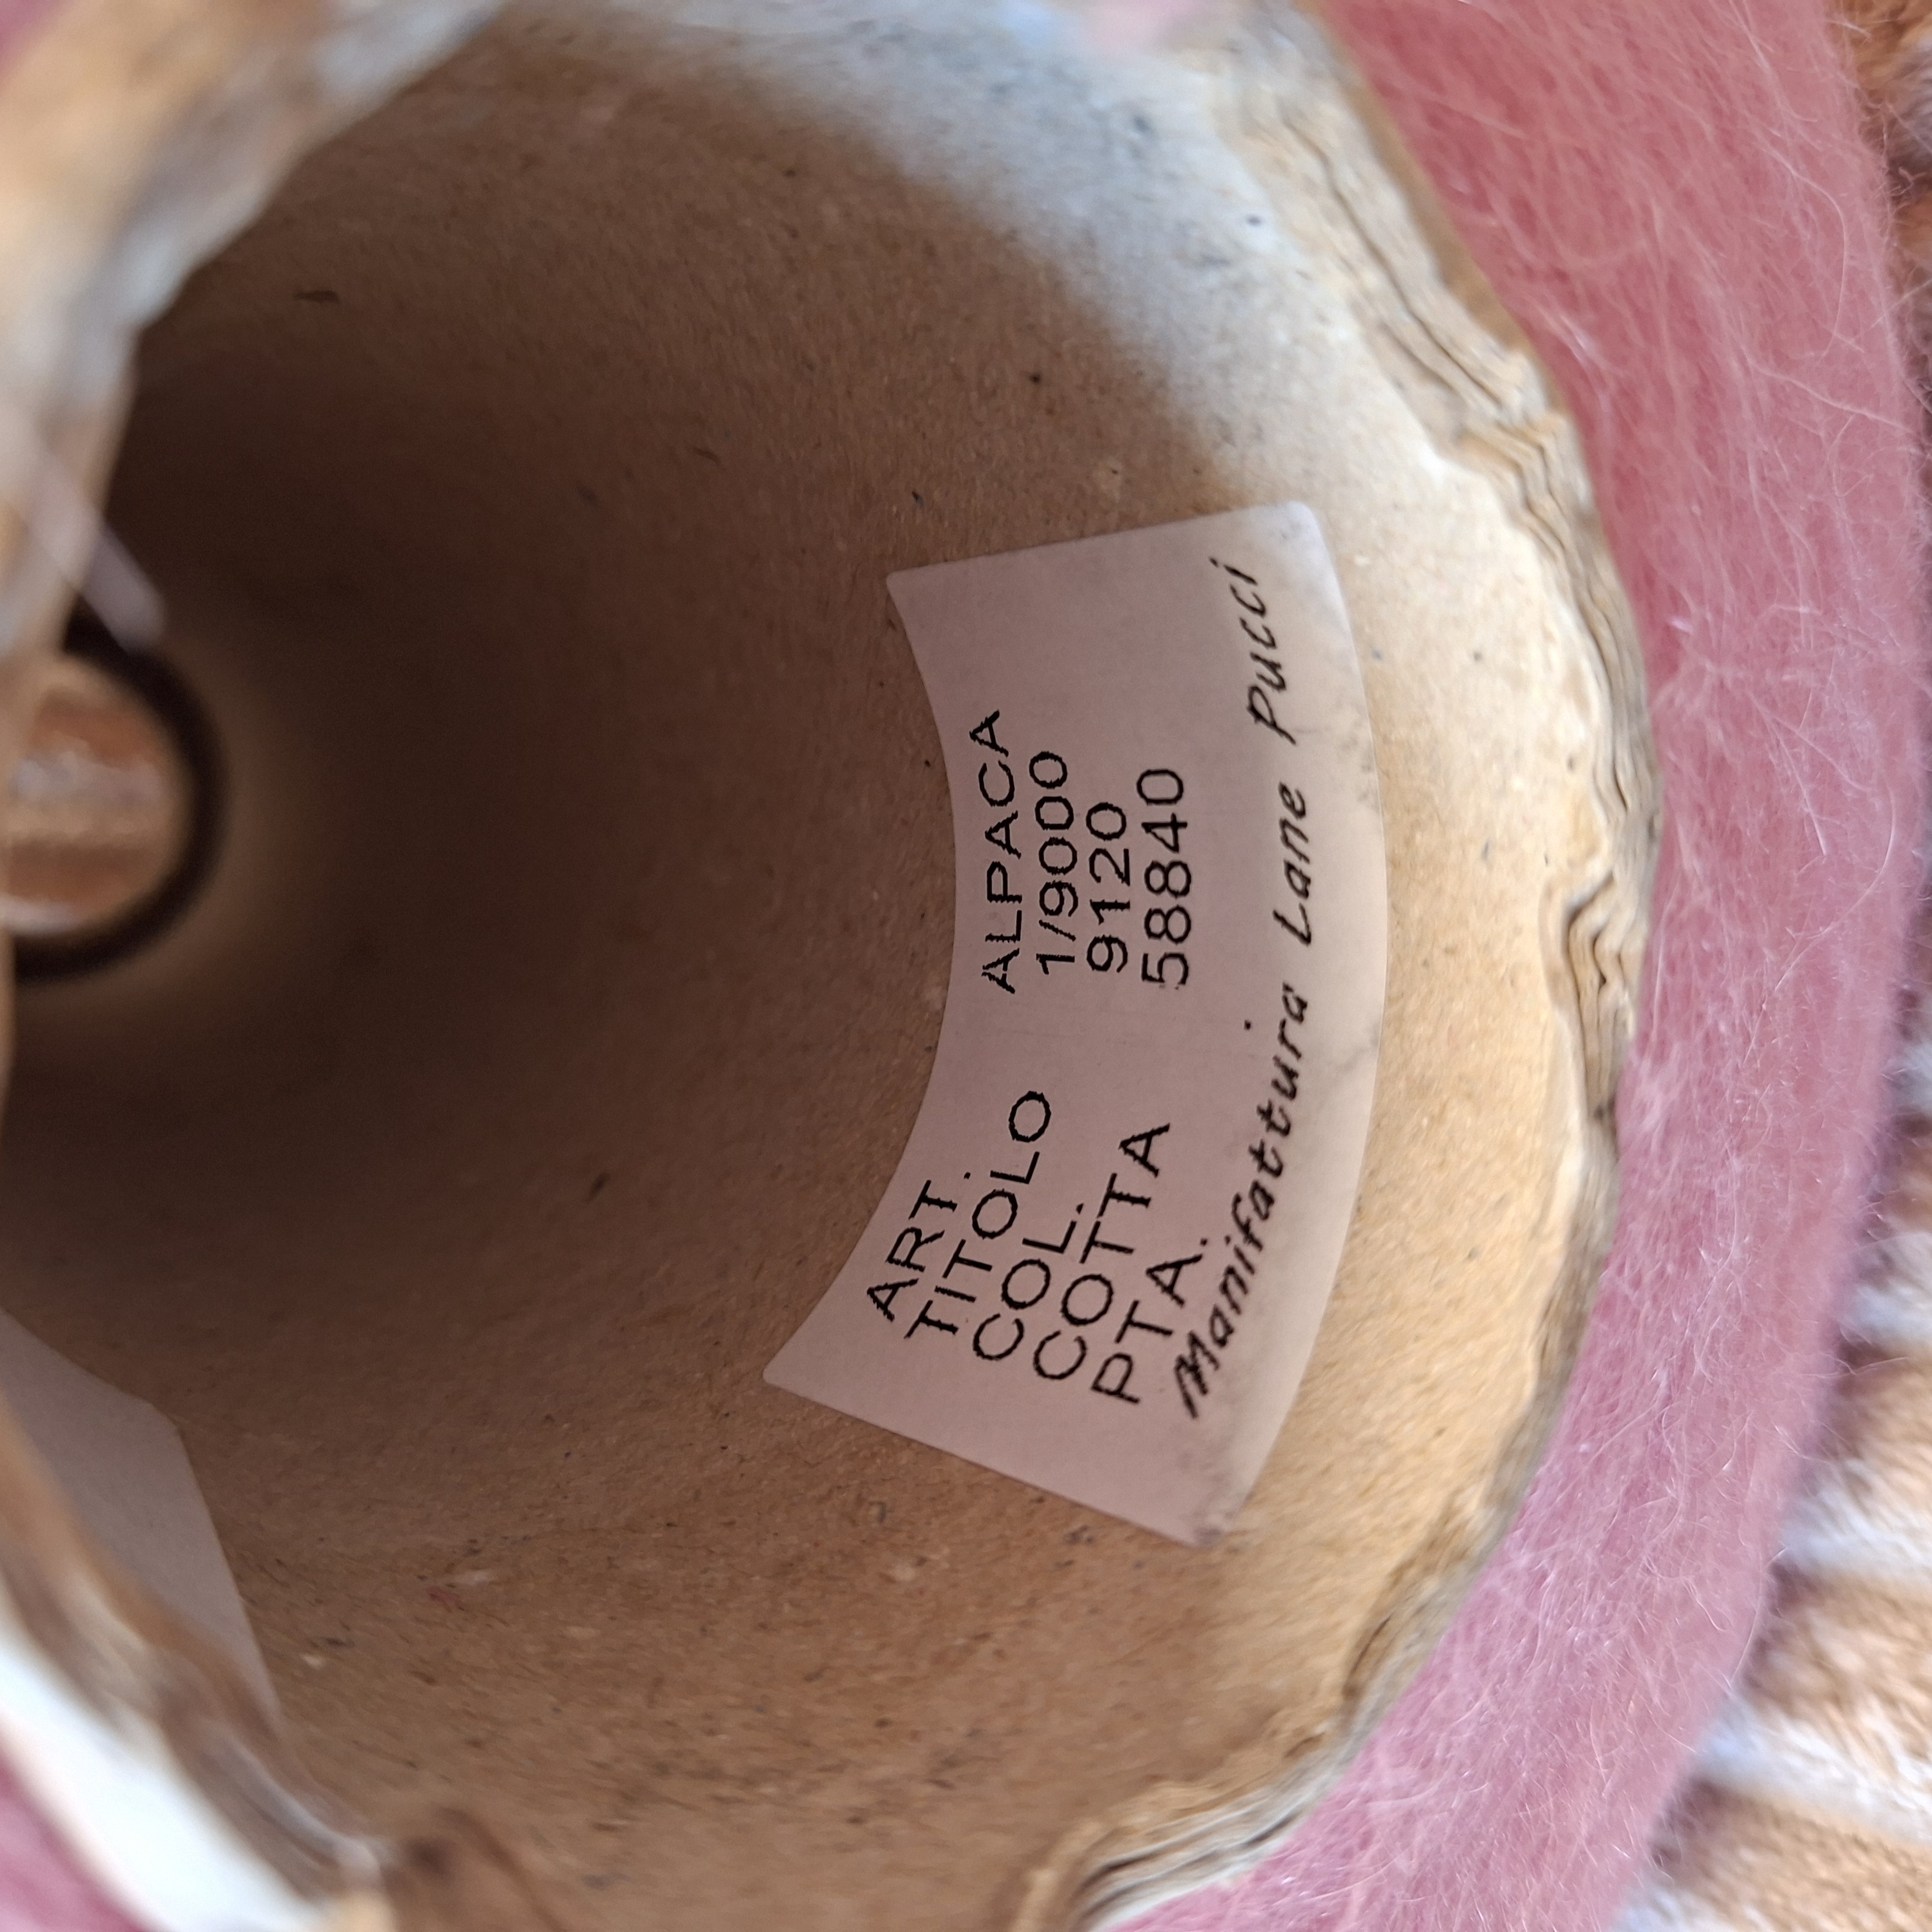 ART. ALPACA
TITOLO 1/9000
COL. 9120
COTTA 58840
PTA.
Manifattura Lane Pucci